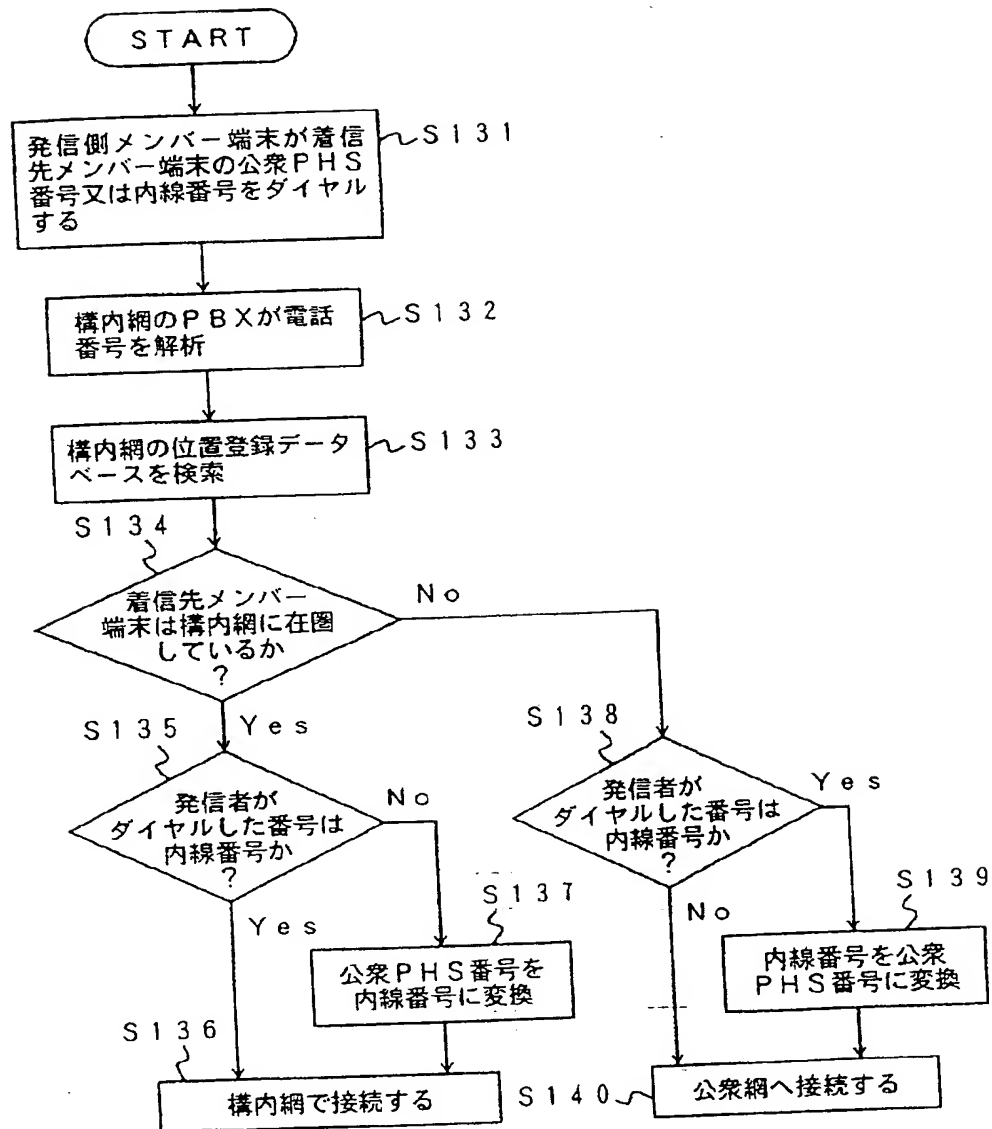 START
発信側メンバー端末が着信
先メンバー端末の公衆PHS
番号又は内線番号をダイヤル
する
S131
構内網のPBXが電話
番号を解析
S132
構内網の位置登録データ
ベースを検索
S133
S134
着信先メンバー
端末は構内網に在圏
しているか
?
No
Yes
S135
発信者が
ダイヤルした番号は
内線番号か
?
No
Yes
S138
発信者が
ダイヤルした番号は
内線番号か
?
Yes
No
S137
公衆PHS番号を
内線番号に変換
S139
内線番号を公衆
PHS番号に変換
S136
構内網で接続する
S140
公衆網へ接続する